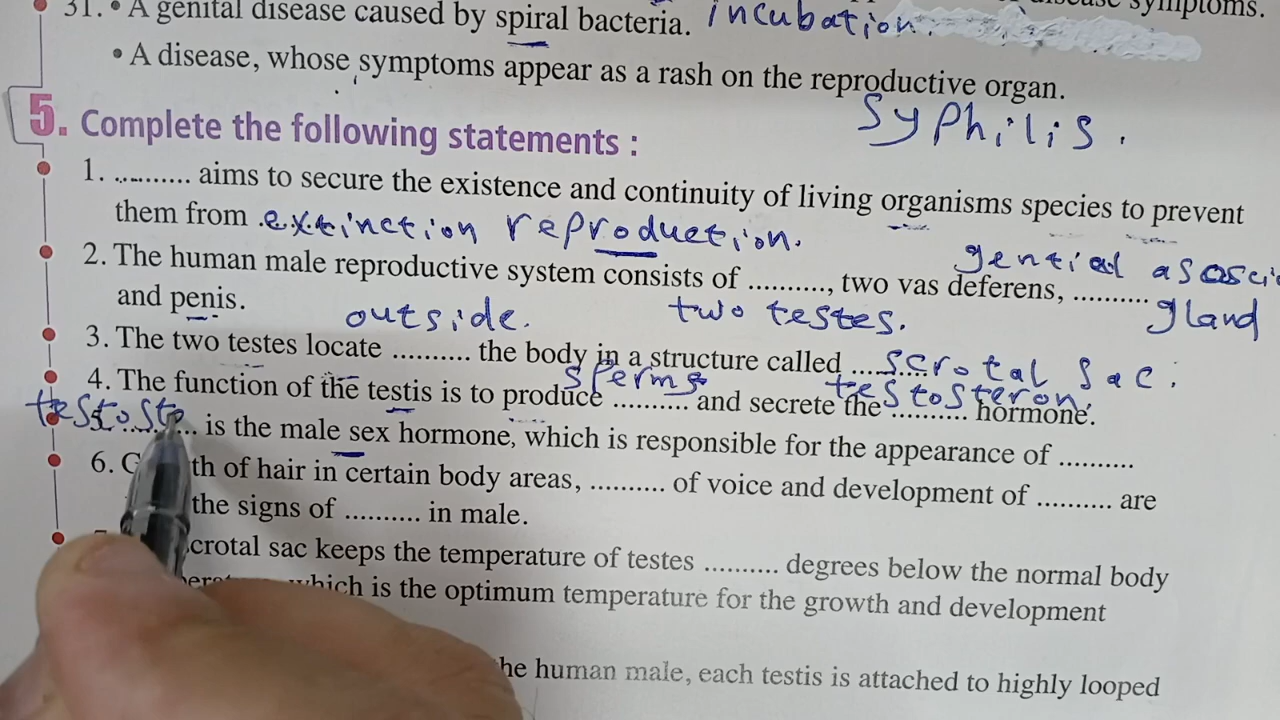 31. • A genital disease caused by spiral bacteria. incubation. symptoms.
• A disease, whose symptoms appear as a rash on the reproductive organ.
syphilis.
5. Complete the following statements :
1. .......... aims to secure the existence and continuity of living organisms species to prevent
them from extinction reproduction.
gential
2. The human male reproductive system consists of .........., two vas deferens, ..........
and penis. outside. two testes. gland
3. The two testes locate .......... the body in a structure called .......... scrotal sac.
sperms testosteron.
4. The function of the testis is to produce .......... and secrete the .......... hormone.
testoste
.......... is the male sex hormone, which is responsible for the appearance of ..........
6. G th of hair in certain body areas, .......... of voice and development of .......... are
the signs of .......... in male.
crotal sac keeps the temperature of testes .......... degrees below the normal body
which is the optimum temperature for the growth and development
he human male, each testis is attached to highly looped